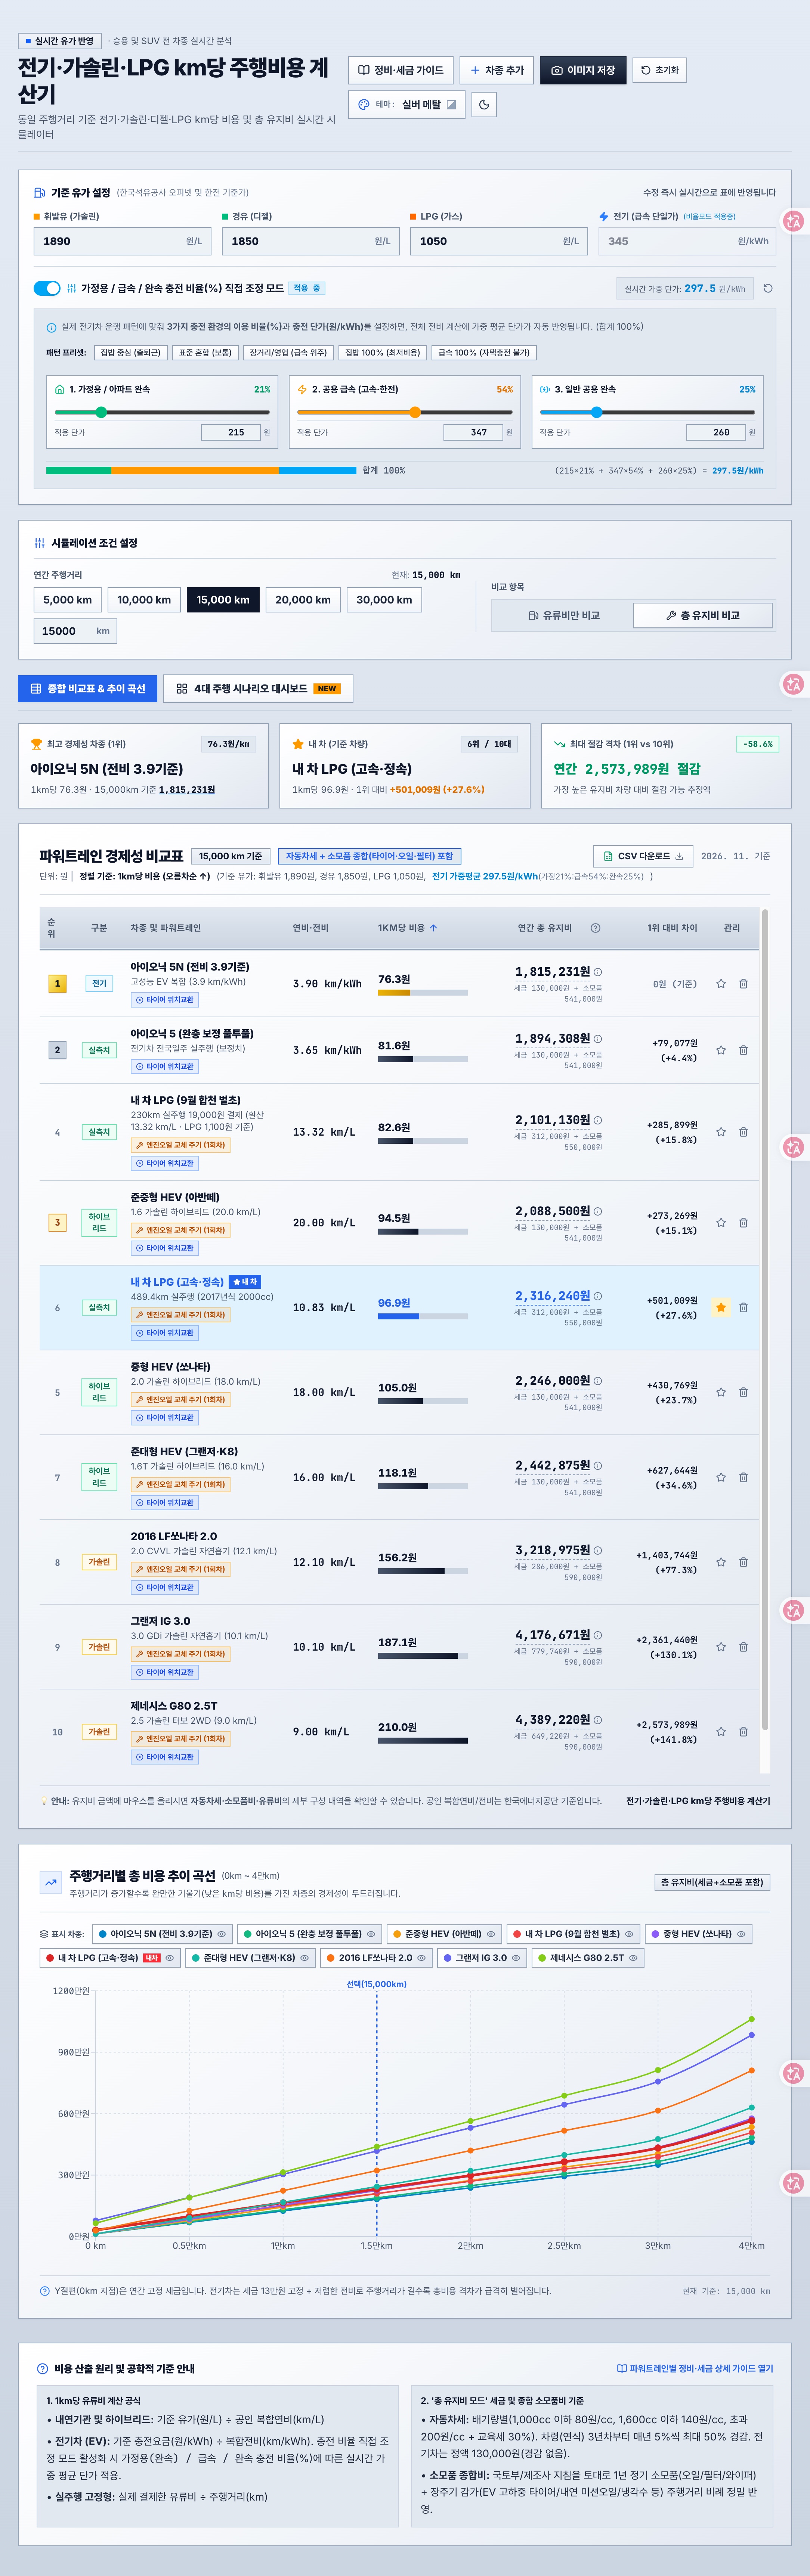 실시간 유가 반영 · 승용 및 SUV 전 차종 실시간 분석
전기·가솔린·LPG km당 주행비용 계
산기
동일 주행거리 기준 전기·가솔린·디젤·LPG km당 비용 및 총 유지비 실시간 시
뮬레이터
정비·세금 가이드
차종 추가
이미지 저장
초기화
테마: 실버 메탈
기준 유가 설정 (한국석유공사 오피넷 및 한전 기준가)
수정 즉시 실시간으로 표에 반영됩니다
휘발유 (가솔린)
경유 (디젤)
LPG (가스)
전기 (급속 단일가) (비율모드 적용중)
1890 원/L
1850 원/L
1050 원/L
345 원/kWh
가정용 / 급속 / 완속 충전 비율(%) 직접 조정 모드 적용 중
실시간 가중 단가: 297.5 원/kWh
실제 전기차 운행 패턴에 맞춰 3가지 충전 환경의 이용 비율(%)과 충전 단가(원/kWh)를 설정하면, 전체 전비 계산에 가중 평균 단가가 자동 반영됩니다. (합계 100%)
패턴 프리셋: 집밥 중심 (출퇴근) 표준 혼합 (보통) 장거리/영업 (급속 위주) 집밥 100% (최저비용) 급속 100% (자택충전 불가)
1. 가정용 / 아파트 완속 21%
적용 단가 215 원
2. 공용 급속 (고속·한전) 54%
적용 단가 347 원
3. 일반 공용 완속 25%
적용 단가 260 원
합계 100%
(215×21% + 347×54% + 260×25%) = 297.5원/kWh
시뮬레이션 조건 설정
연간 주행거리 현재: 15,000 km
5,000 km 10,000 km 15,000 km 20,000 km 30,000 km
15000 km
비교 항목
유류비만 비교 총 유지비 비교
종합 비교표 & 추이 곡선
4대 주행 시나리오 대시보드 NEW
최고 경제성 차종 (1위) 76.3원/km
아이오닉 5N (전비 3.9기준)
1km당 76.3원 · 15,000km 기준 1,815,231원
내 차 (기준 차량) 6위 / 10대
내 차 LPG (고속·정속)
1km당 96.9원 · 1위 대비 +501,009원 (+27.6%)
최대 절감 격차 (1위 vs 10위) -58.6%
연간 2,573,989원 절감
가장 높은 유지비 차량 대비 절감 가능 추정액
파워트레인 경제성 비교표 15,000 km 기준 자동차세 + 소모품 종합(타이어·오일·필터) 포함
CSV 다운로드 2026. 11. 기준
단위: 원 | 정렬 기준: 1km당 비용 (오름차순 ↑) (기준 유가: 휘발유 1,890원, 경유 1,850원, LPG 1,050원, 전기 가중평균 297.5원/kWh(가정21%:급속54%:완속25%) )
순
위
구분 차종 및 파워트레인 연비·전비 1KM당 비용 ↑ 연간 총 유지비 1위 대비 차이 관리
아이오닉 5N (전비 3.9기준)
고성능 EV 복합 (3.9 km/kWh)
타이어 위치교환
1 전기 3.90 km/kWh 76.3원
1,815,231원
세금 130,000원 + 소모품
541,000원
0원 (기준)
아이오닉 5 (완충 보정 풀투풀)
전기차 전국일주 실주행 (보정치)
타이어 위치교환
2 실측치 3.65 km/kWh 81.6원
1,894,308원
세금 130,000원 + 소모품
541,000원
+79,077원
(+4.4%)
내 차 LPG (9월 합천 벌초)
230km 실주행 19,000원 결제 (환산
13.32 km/L · LPG 1,100원 기준)
엔진오일 교체 주기 (1회차)
타이어 위치교환
4 실측치 13.32 km/L 82.6원
2,101,130원
세금 312,000원 + 소모품
550,000원
+285,899원
(+15.8%)
준중형 HEV (아반떼)
1.6 가솔린 하이브리드 (20.0 km/L)
엔진오일 교체 주기 (1회차)
타이어 위치교환
3 하이브
리드
20.00 km/L 94.5원
2,088,500원
세금 130,000원 + 소모품
541,000원
+273,269원
(+15.1%)
내 차 LPG (고속·정속) 내 차
489.4km 실주행 (2017년식 2000cc)
엔진오일 교체 주기 (1회차)
타이어 위치교환
6 실측치 10.83 km/L 96.9원
2,316,240원
세금 312,000원 + 소모품
550,000원
+501,009원
(+27.6%)
중형 HEV (쏘나타)
2.0 가솔린 하이브리드 (18.0 km/L)
엔진오일 교체 주기 (1회차)
타이어 위치교환
5 하이브
리드
18.00 km/L 105.0원
2,246,000원
세금 130,000원 + 소모품
541,000원
+430,769원
(+23.7%)
준대형 HEV (그랜저·K8)
1.6T 가솔린 하이브리드 (16.0 km/L)
엔진오일 교체 주기 (1회차)
타이어 위치교환
7 하이브
리드
16.00 km/L 118.1원
2,442,875원
세금 130,000원 + 소모품
541,000원
+627,644원
(+34.6%)
2016 LF쏘나타 2.0
2.0 CVVL 가솔린 자연흡기 (12.1 km/L)
엔진오일 교체 주기 (1회차)
타이어 위치교환
8 가솔린 12.10 km/L 156.2원
3,218,975원
세금 286,000원 + 소모품
590,000원
+1,403,744원
(+77.3%)
그랜저 IG 3.0
3.0 GDi 가솔린 자연흡기 (10.1 km/L)
엔진오일 교체 주기 (1회차)
타이어 위치교환
9 가솔린 10.10 km/L 187.1원
4,176,671원
세금 779,740원 + 소모품
590,000원
+2,361,440원
(+130.1%)
제네시스 G80 2.5T
2.5 가솔린 터보 2WD (9.0 km/L)
엔진오일 교체 주기 (1회차)
타이어 위치교환
10 가솔린 9.00 km/L 210.0원
4,389,220원
세금 649,220원 + 소모품
590,000원
+2,573,989원
(+141.8%)
안내: 유지비 금액에 마우스를 올리시면 자동차세·소모품비·유류비의 세부 구성 내역을 확인할 수 있습니다. 공인 복합연비/전비는 한국에너지공단 기준입니다.
전기·가솔린·LPG km당 주행비용 계산기
주행거리별 총 비용 추이 곡선 (0km ~ 4만km)
주행거리가 증가할수록 완만한 기울기(낮은 km당 비용)를 가진 차종의 경제성이 두드러집니다.
총 유지비(세금+소모품 포함)
표시 차종: 아이오닉 5N (전비 3.9기준) 아이오닉 5 (완충 보정 풀투풀) 준중형 HEV (아반떼) 내 차 LPG (9월 합천 벌초) 중형 HEV (쏘나타)
내 차 LPG (고속·정속) 내차 준대형 HEV (그랜저·K8) 2016 LF쏘나타 2.0 그랜저 IG 3.0 제네시스 G80 2.5T
선택(15,000km)
1200만원
900만원
600만원
300만원
0만원
0 km 0.5만km 1만km 1.5만km 2만km 2.5만km 3만km 4만km
Y절편(0km 지점)은 연간 고정 세금입니다. 전기차는 세금 13만원 고정 + 저렴한 전비로 주행거리가 길수록 총비용 격차가 급격히 벌어집니다.
현재 기준: 15,000 km
비용 산출 원리 및 공학적 기준 안내
파워트레인별 정비·세금 상세 가이드 열기
1. 1km당 유류비 계산 공식
• 내연기관 및 하이브리드: 기준 유가(원/L) ÷ 공인 복합연비(km/L)
• 전기차 (EV): 기준 충전요금(원/kWh) ÷ 복합전비(km/kWh). 충전 비율 직접 조
정 모드 활성화 시 가정용(완속) / 급속 / 완속 충전 비율(%)에 따른 실시간 가
중 평균 단가 적용.
• 실주행 고정형: 실제 결제한 유류비 ÷ 주행거리(km)
2. '총 유지비 모드' 세금 및 종합 소모품비 기준
• 자동차세: 배기량별(1,000cc 이하 80원/cc, 1,600cc 이하 140원/cc, 초과
200원/cc + 교육세 30%). 차령(연식) 3년차부터 매년 5%씩 최대 50% 경감. 전
기차는 정액 130,000원(경감 없음).
• 소모품 종합비: 국토부/제조사 지침을 토대로 1년 정기 소모품(오일/필터/와이퍼)
+ 장주기 감가(EV 고하중 타이어/내연 미션오일/냉각수 등) 주행거리 비례 정밀 반
영.